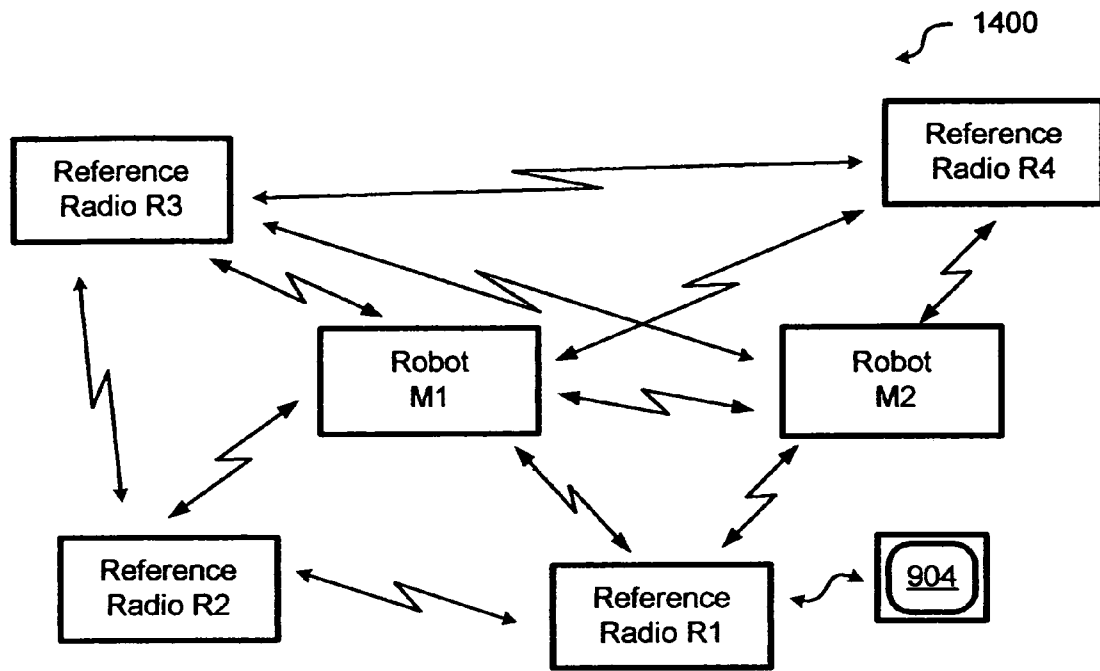 1400
Reference
Radio R4
Reference
Radio R3
Robot
M1
Robot
M2
Reference
Radio R2
Reference
Radio R1
904